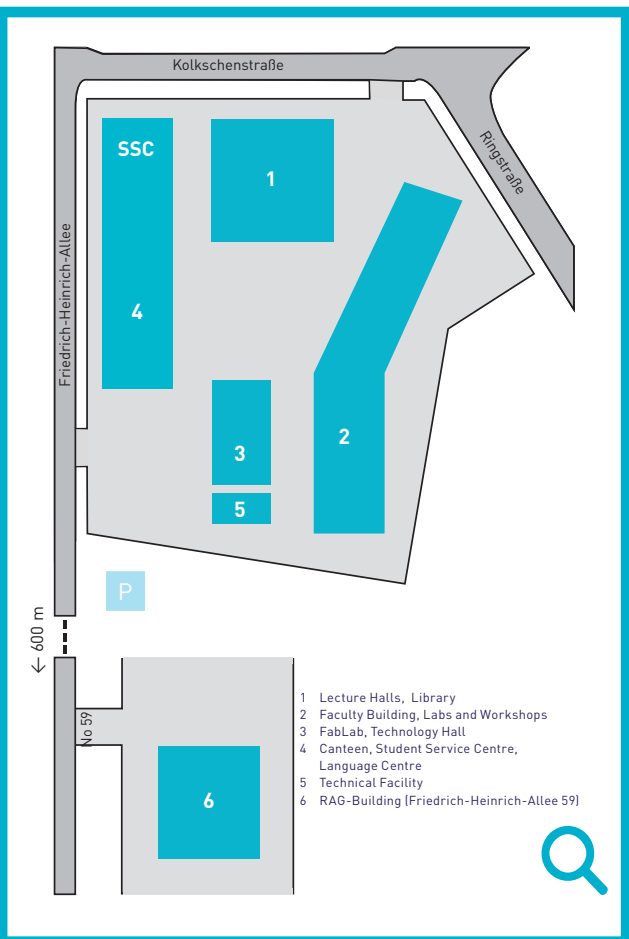 Kolkschenstraße
Ringstraße
Friedrich-Heinrich-Allee
SSC
1
4
2
3
5
P
← 600 m
No 59
6
1 Lecture Halls, Library
2 Faculty Building, Labs and Workshops
3 FabLab, Technology Hall
4 Canteen, Student Service Centre,
Language Centre
5 Technical Facility
6 RAG-Building (Friedrich-Heinrich-Allee 59)